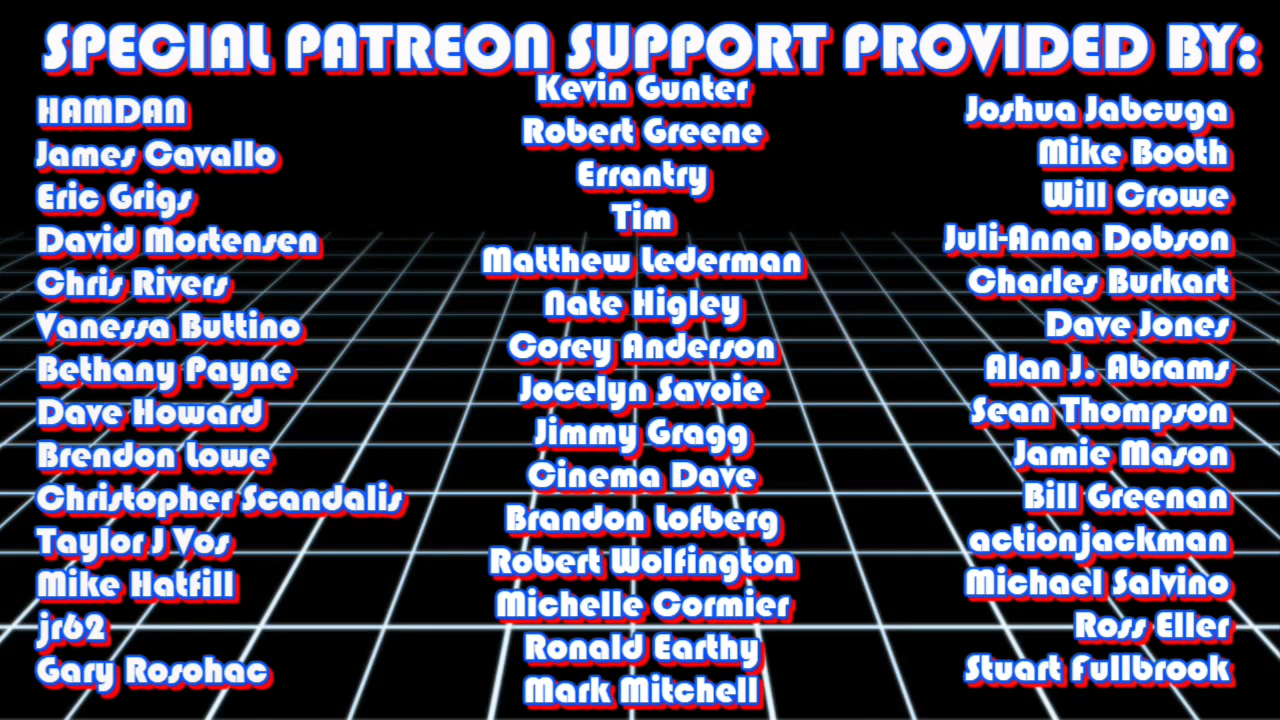 SPECIAL PATREON SUPPORT PROVIDED BY:
HAMDAN
James Cavallo
Eric Grigs
David Mortensen
Chris Rivers
Vanessa Buttino
Bethany Payne
Dave Howard
Brendon Lowe
Christopher Scandalis
Taylor J Vos
Mike Hatfill
jr62
Gary Rosohac
Kevin Gunter
Robert Greene
Errantry
Tim
Matthew Lederman
Nate Higley
Corey Anderson
Jocelyn Savoie
Jimmy Gragg
Cinema Dave
Brandon Lofberg
Robert Wolfington
Michelle Cormier
Ronald Earthy
Mark Mitchell
Joshua Jabcuga
Mike Booth
Will Crowe
Juli-Anna Dobson
Charles Burkart
Dave Jones
Alan J. Abrams
Sean Thompson
Jamie Mason
Bill Greenan
actionjackman
Michael Salvino
Ross Eller
Stuart Fullbrook